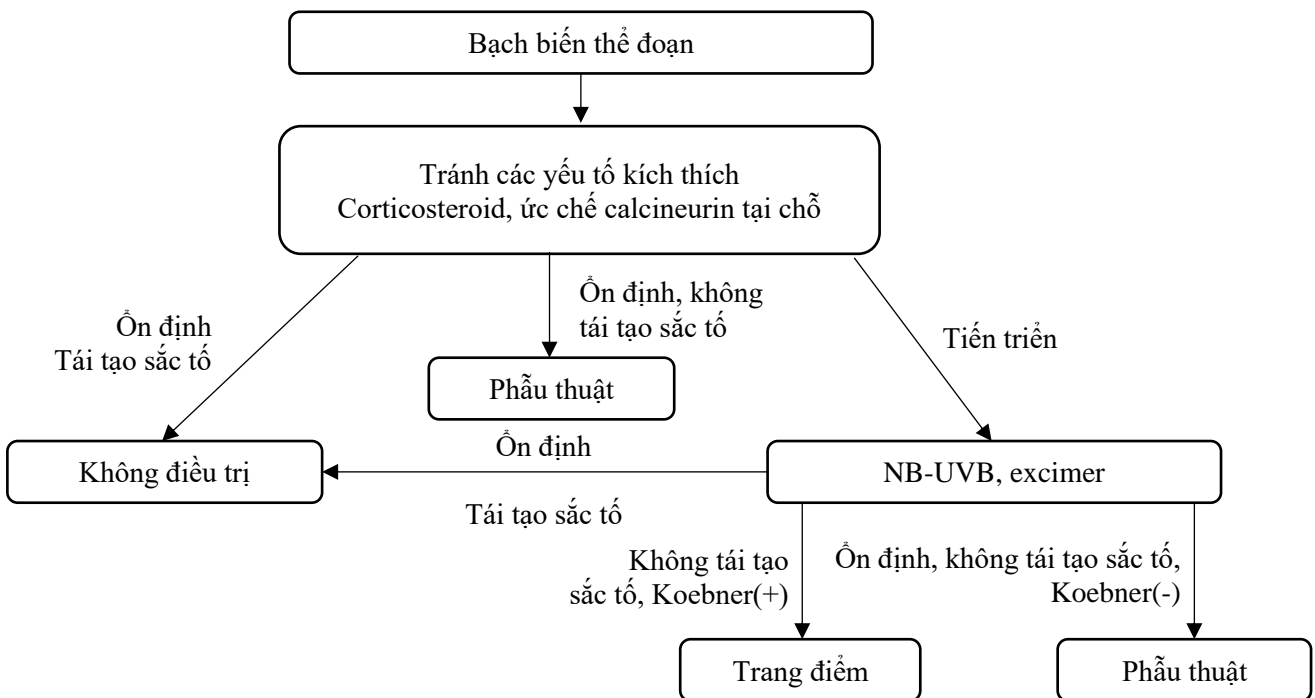 Bạch biến thể đoạn
Tránh các yếu tố kích thích
Corticosteroid, ức chế calcineurin tại chỗ
Ổn định
Tái tạo sắc tố
Ổn định, không
tái tạo sắc tố
Tiến triển
Phẫu thuật
Không điều trị
Ổn định
Tái tạo sắc tố
NB-UVB, excimer
Không tái tạo
sắc tố, Koebner(+)
Ổn định, không tái tạo sắc tố,
Koebner(-)
Trang điểm
Phẫu thuật